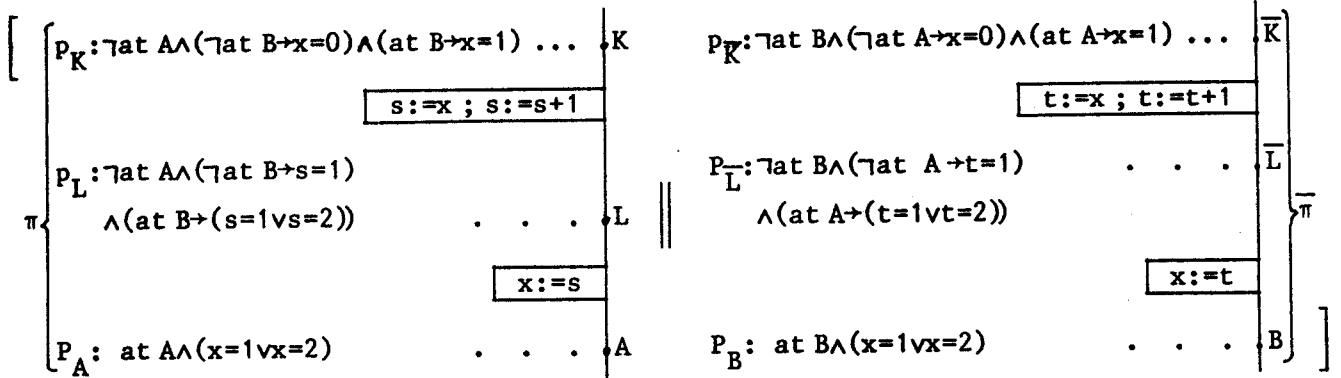 p_K:¬at A∧(¬at B→x=0)∧(at B→x=1) ... K p_K̅:¬at B∧(¬at A→x=0)∧(at A→x=1) ... K̅
s:=x ; s:=s+1 t:=x ; t:=t+1
p_L:¬at A∧(¬at B→s=1) P_L̅:¬at B∧(¬at A→t=1) . . . L̅
π ∧(at B→(s=1∨s=2)) . . . L ‖ ∧(at A→(t=1∨t=2)) π̅
x:=s x:=t
P_A: at A∧(x=1∨x=2) . . . A P_B: at B∧(x=1∨x=2) . . . B